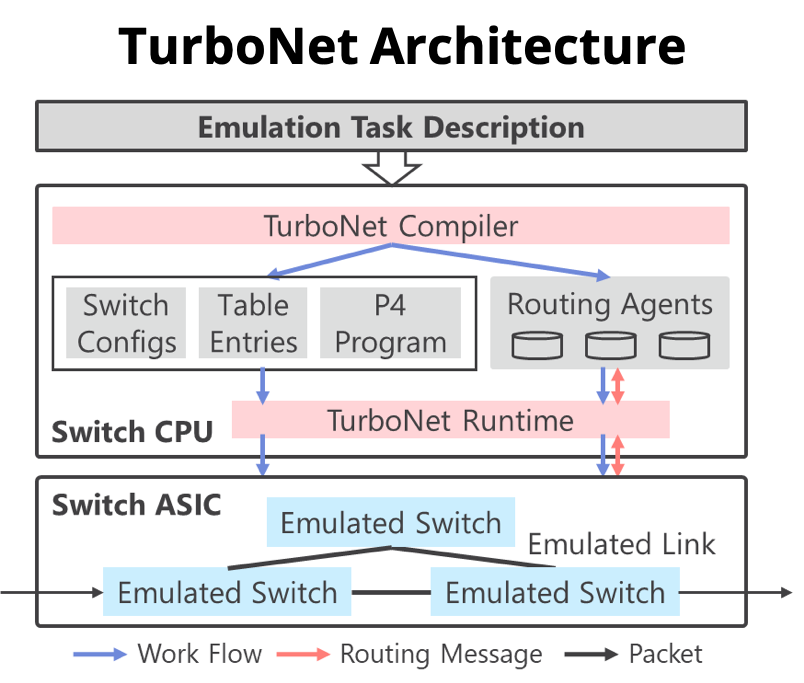 TurboNet Architecture
Emulation Task Description
TurboNet Compiler
Switch
Configs
Table
Entries
P4
Program
Routing Agents
TurboNet Runtime
Switch CPU
Switch ASIC
Emulated Switch
Emulated Link
Emulated Switch
Emulated Switch
Work Flow
Routing Message
Packet